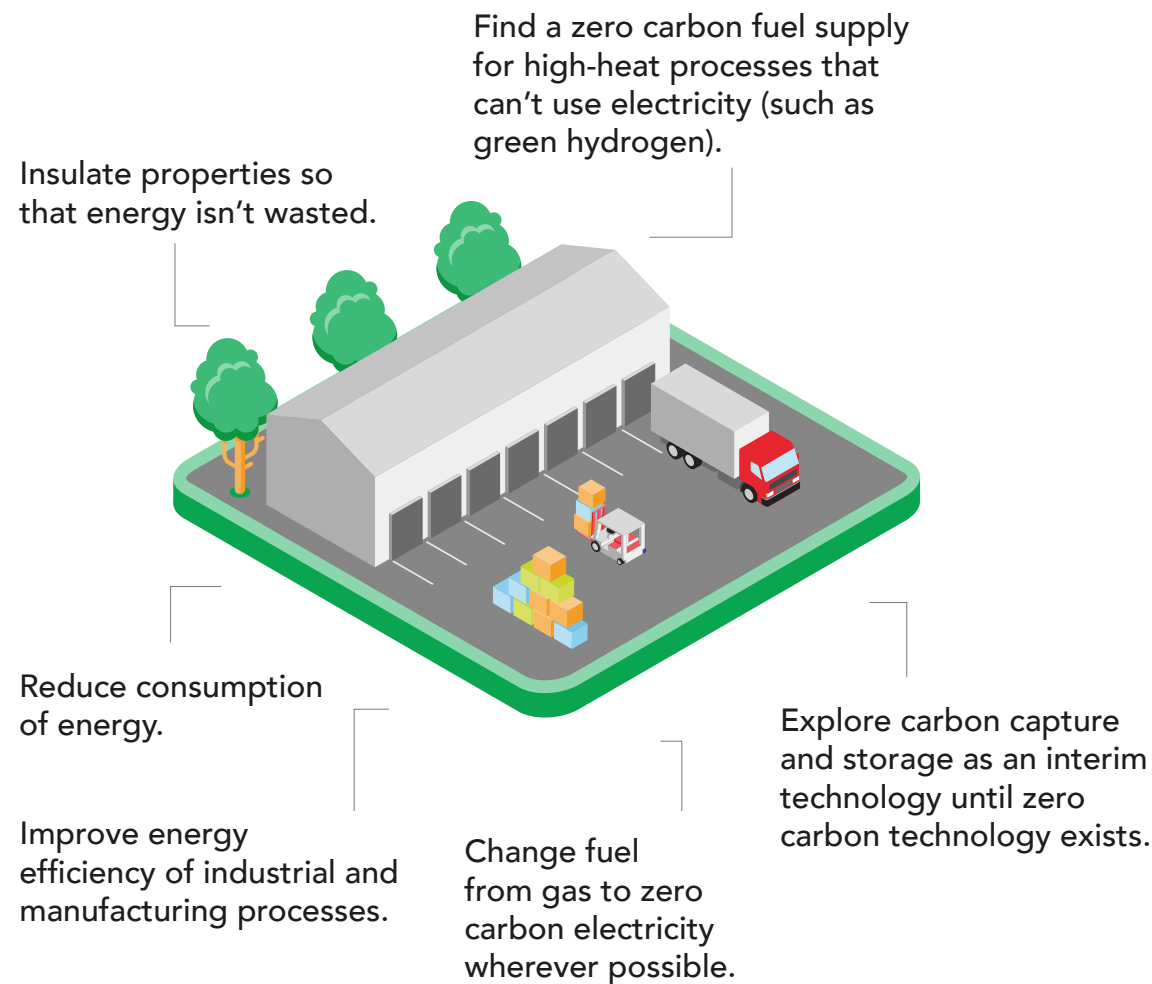 Find a zero carbon fuel supply
for high-heat processes that
can’t use electricity (such as
green hydrogen).
Insulate properties so
that energy isn’t wasted.
Reduce consumption
of energy.
Improve energy
efficiency of industrial and
manufacturing processes.
Change fuel
from gas to zero
carbon electricity
wherever possible.
Explore carbon capture
and storage as an interim
technology until zero
carbon technology exists.